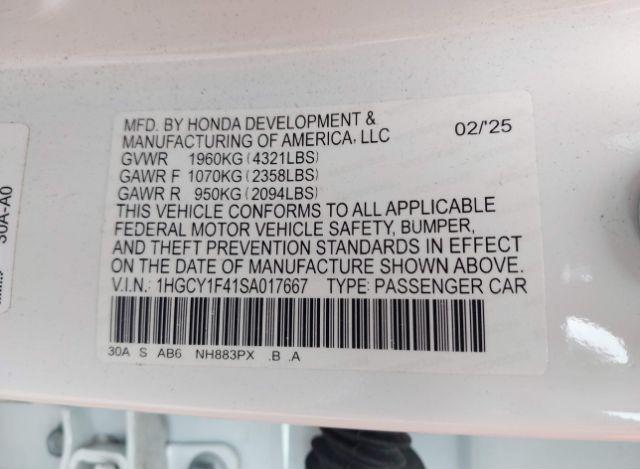 MFD. BY HONDA DEVELOPMENT &
MANUFACTURING OF AMERICA, LLC 02/'25
GVWR 1960KG (4321LBS)
GAWR F 1070KG (2358LBS)
GAWR R 950KG (2094LBS)
THIS VEHICLE CONFORMS TO ALL APPLICABLE
FEDERAL MOTOR VEHICLE SAFETY, BUMPER,
AND THEFT PREVENTION STANDARDS IN EFFECT
ON THE DATE OF MANUFACTURE SHOWN ABOVE.
V.I.N.: 1HGCY1F41SA017667 TYPE: PASSENGER CAR
30A S AB6 NH883PX .B .A
30A-A0